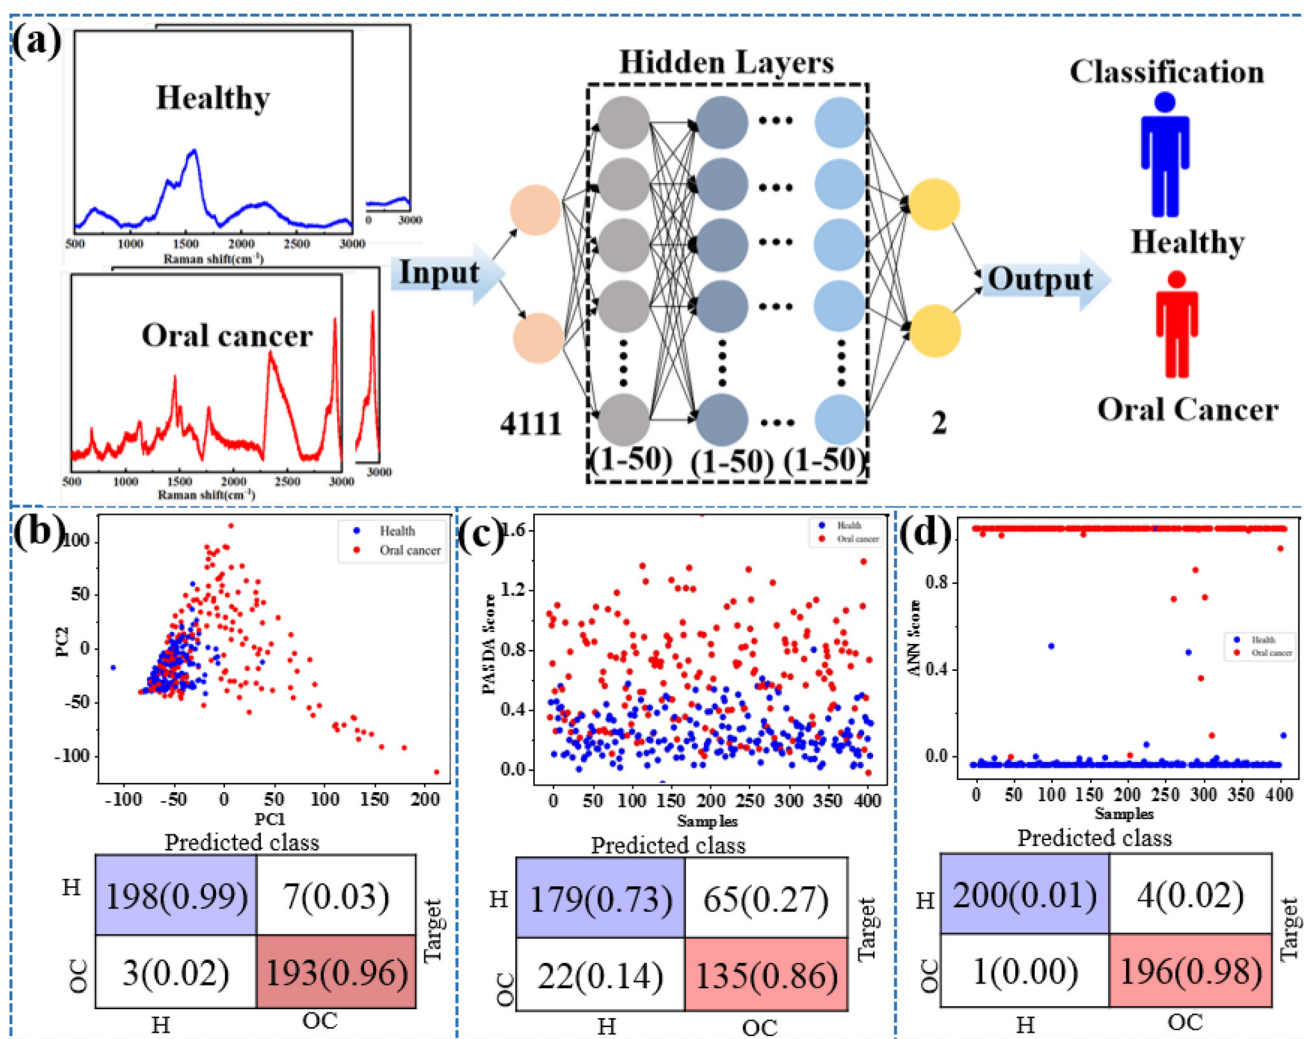 (a)
Healthy
500 1000 1500 2000 2500 3000
3000
Raman shift(cm⁻¹)
Oral cancer
500 1000 1500 2000 2500 3000
3000
Raman shift(cm⁻¹)
Input
4111
Hidden Layers
(1-50) (1-50) (1-50)
2
Output
Classification
Healthy
Oral Cancer
(b)
Health
Oral cancer
100
50
0
-50
-100
PC2
-100 -50 0 50 100 150 200
PC1
Predicted class
H 198(0.99) 7(0.03)
OC 3(0.02) 193(0.96)
Target
H OC
(c)
Health
Oral cancer
1.6
1.2
0.8
0.4
0.0
PASDA Score
0 50 100 150 200 250 300 350 400
Samples
Predicted class
H 179(0.73) 65(0.27)
OC 22(0.14) 135(0.86)
Target
H OC
(d)
0.8
0.4
0.0
ANN Score
Health
Oral cancer
0 50 100 150 200 250 300 350 400
Samples
Predicted class
H 200(0.01) 4(0.02)
OC 1(0.00) 196(0.98)
Target
H OC